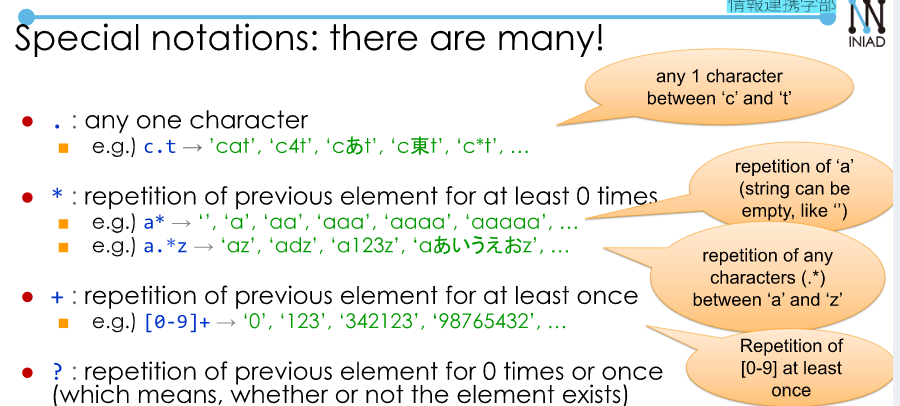 情報連携学部
INIAD
Special notations: there are many!
any 1 character
between ‘c’ and ‘t’
. : any one character
e.g.) c.t → ’cat’, ‘c4t’, ‘cあt’, ‘c東t’, ‘c*t’, …
repetition of ‘a’
(string can be
empty, like ‘’)
* : repetition of previous element for at least 0 times
e.g.) a* → ‘’, ‘a’, ‘aa’, ‘aaa’, ‘aaaa’, ‘aaaaa’, …
e.g.) a.*z → ‘az’, ‘adz’, ‘a123z’, ‘aあいうえおz’, …
repetition of any
characters (.*)
between ‘a’ and ‘z’
+ : repetition of previous element for at least once
e.g.) [0-9]+ → ‘0’, ‘123’, ‘342123’, ‘98765432’, …
Repetition of
[0-9] at least
once
? : repetition of previous element for 0 times or once
(which means, whether or not the element exists)